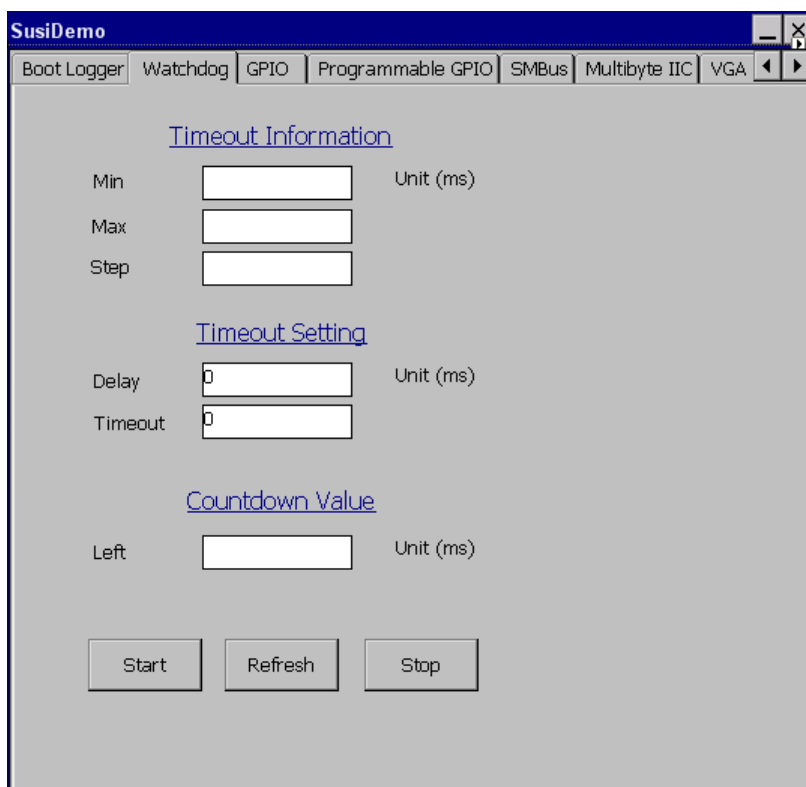 SusiDemo
Boot Logger Watchdog GPIO Programmable GPIO SMBus Multibyte IIC VGA
Timeout Information
Min Unit (ms)
Max
Step
Timeout Setting
Delay 0 Unit (ms)
Timeout 0
Countdown Value
Left Unit (ms)
Start Refresh Stop